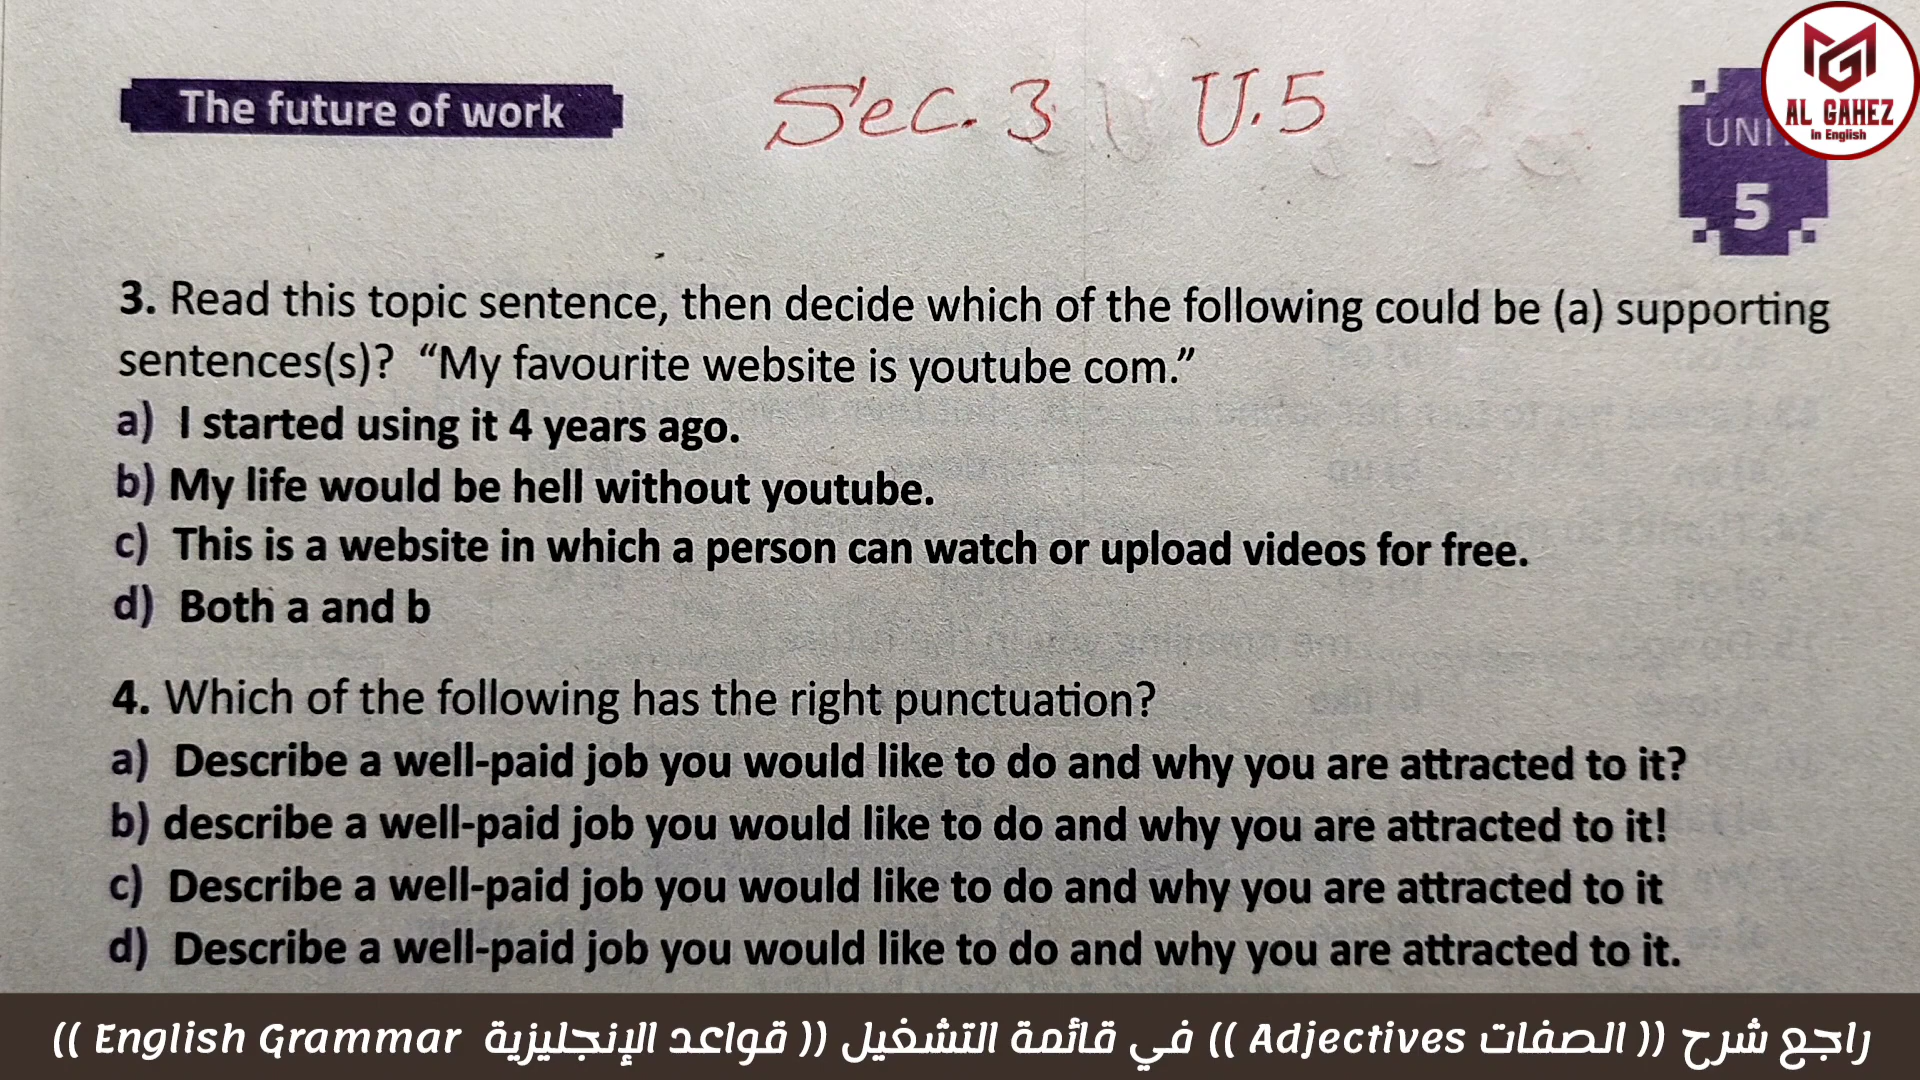 The future of work
Sec. 3 U.5
AL GAHEZ
in English
UNI
5
3. Read this topic sentence, then decide which of the following could be (a) supporting
sentences(s)? “My favourite website is youtube com.”
a) I started using it 4 years ago.
b) My life would be hell without youtube.
c) This is a website in which a person can watch or upload videos for free.
d) Both a and b
4. Which of the following has the right punctuation?
a) Describe a well-paid job you would like to do and why you are attracted to it?
b) describe a well-paid job you would like to do and why you are attracted to it!
c) Describe a well-paid job you would like to do and why you are attracted to it
d) Describe a well-paid job you would like to do and why you are attracted to it.
راجع شرح (( الصفات Adjectives )) في قائمة التشغيل (( قواعد الإنجليزية English Grammar ))